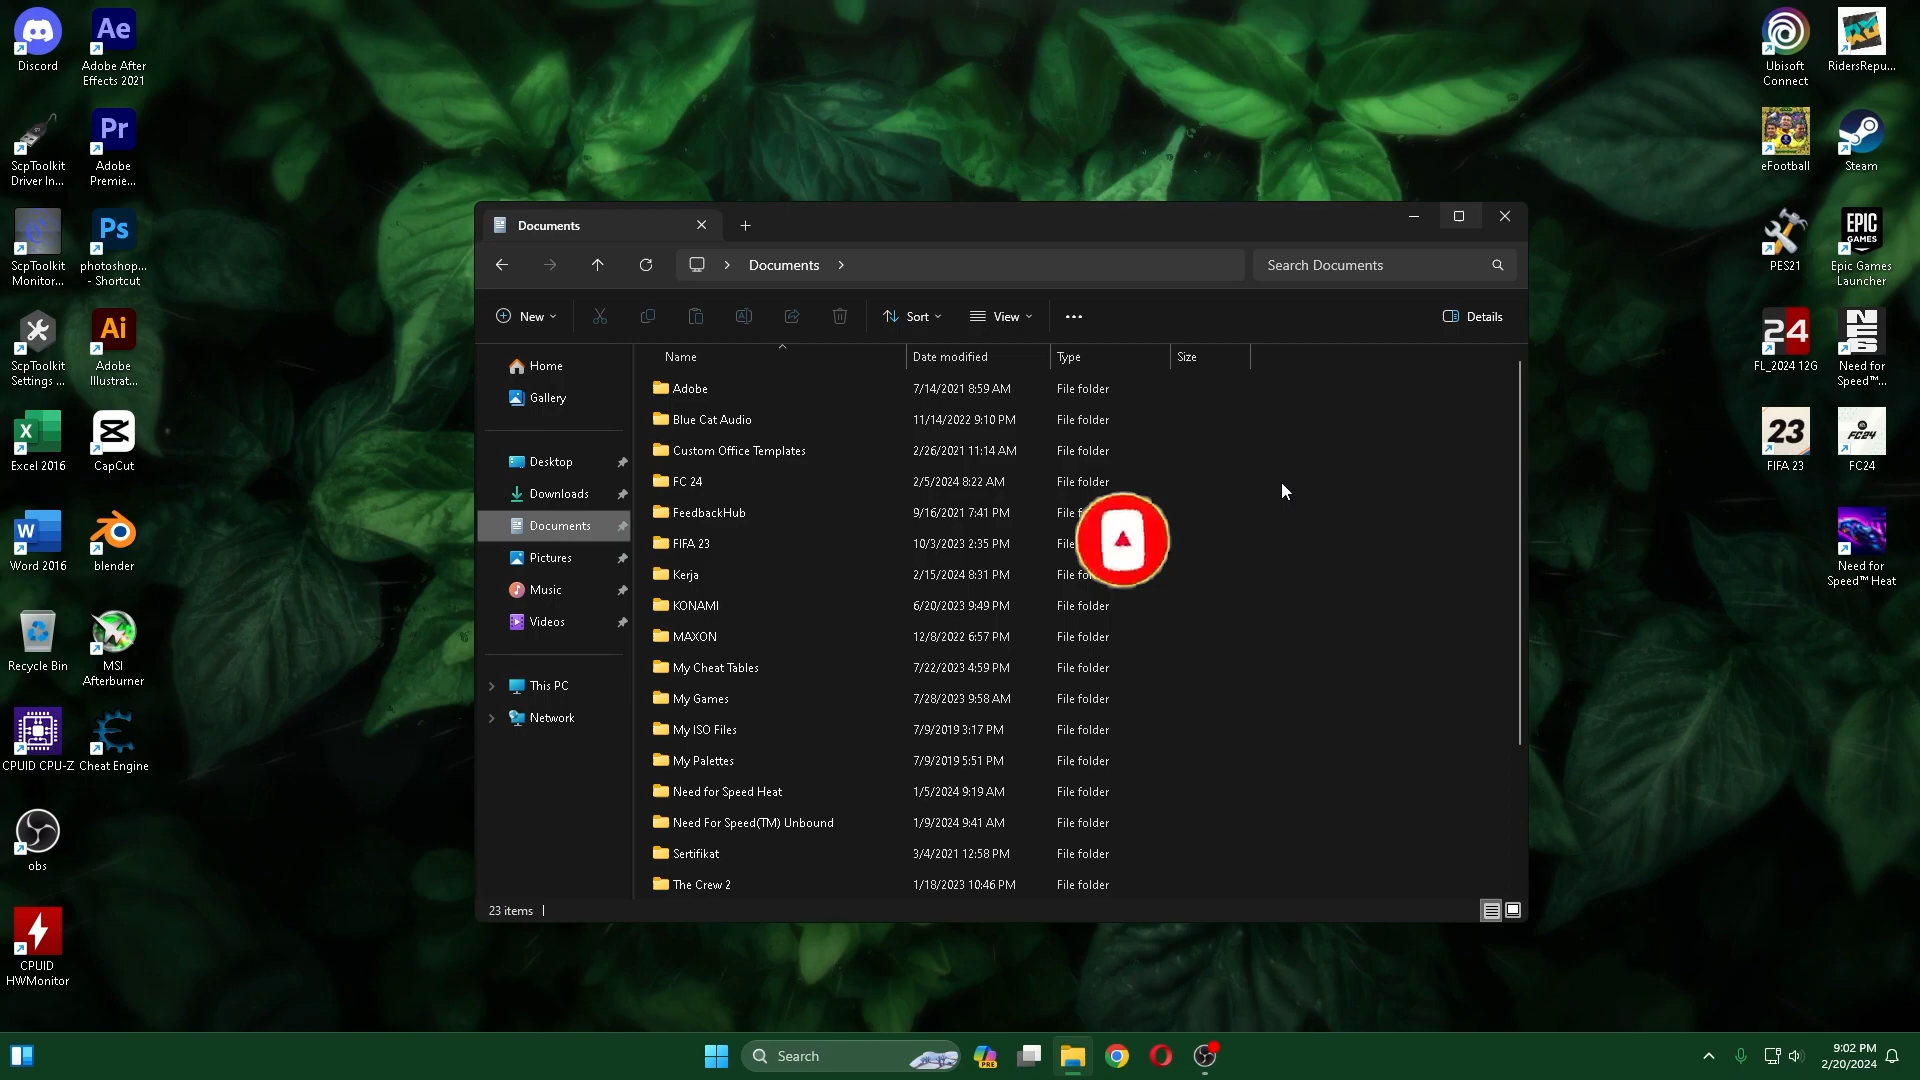 Discord
Ae
Adobe After
Effects 2021
ScpToolkit
Driver In...
Pr
Adobe
Premie...
ScpToolkit
Monitor...
Ps
photoshop...
- Shortcut
ScpToolkit
Settings ...
Ai
Adobe
Illustrat...
X
Excel 2016
CapCut
W
Word 2016
blender
Recycle Bin
MSI
Afterburner
CPUID CPU-Z
Cheat Engine
obs
CPUID
HWMonitor
Documents
Documents
Search Documents
New
Sort
View
Details
Home
Gallery
Desktop
Downloads
Documents
Pictures
Music
Videos
This PC
Network
Name Date modified Type Size
Adobe 7/14/2021 8:59 AM File folder
Blue Cat Audio 11/14/2022 9:10 PM File folder
Custom Office Templates 2/26/2021 11:14 AM File folder
FC 24 2/5/2024 8:22 AM File folder
FeedbackHub 9/16/2021 7:41 PM File f
FIFA 23 10/3/2023 2:35 PM File
Kerja 2/15/2024 8:31 PM File folder
KONAMI 6/20/2023 9:49 PM File folder
MAXON 12/8/2022 6:57 PM File folder
My Cheat Tables 7/22/2023 4:59 PM File folder
My Games 7/28/2023 9:58 AM File folder
My ISO Files 7/9/2019 3:17 PM File folder
My Palettes 7/9/2019 5:51 PM File folder
Need for Speed Heat 1/5/2024 9:19 AM File folder
Need For Speed(TM) Unbound 1/9/2024 9:41 AM File folder
Sertifikat 3/4/2021 12:58 PM File folder
The Crew 2 1/18/2023 10:46 PM File folder
23 items
Ubisoft
Connect
RidersRepu...
eFootball
Steam
PES21
EPIC
GAMES
Epic Games
Launcher
24
FL_2024 12G
Need for
Speed™...
23
FIFA 23
FC24
FC24
Need for
Speed™ Heat
Search
PRE
9:02 PM
2/20/2024